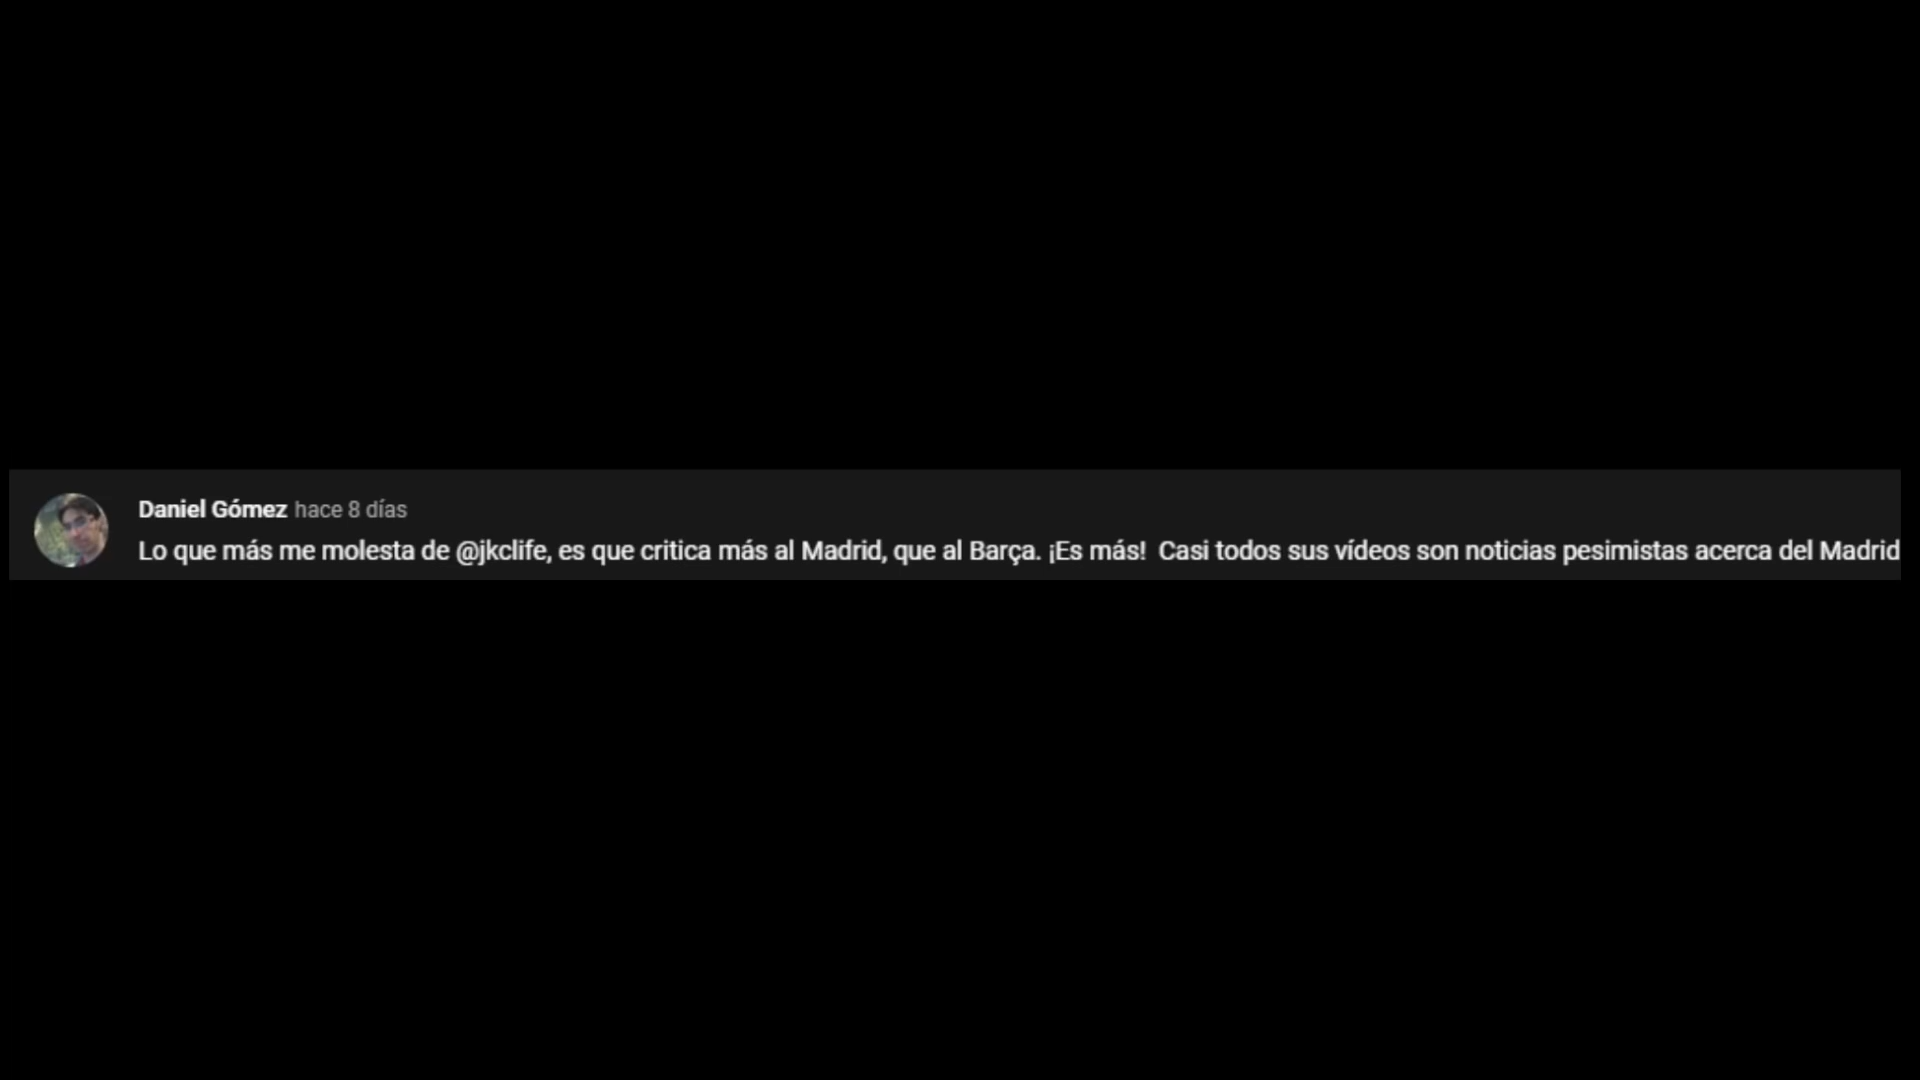 Daniel Gómez hace 8 días
Lo que más me molesta de @jkclife, es que critica más al Madrid, que al Barça. ¡Es más!  Casi todos sus vídeos son noticias pesimistas acerca del Madrid